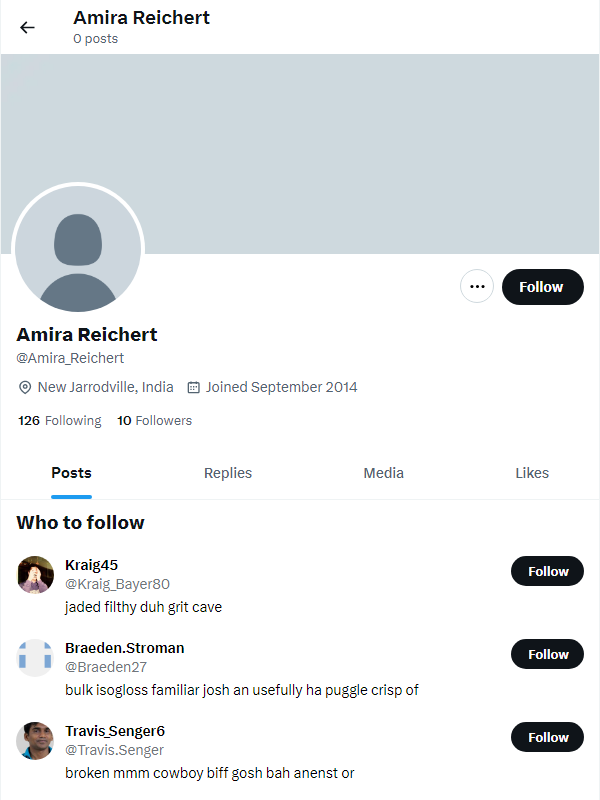 Amira Reichert
0 posts
Follow
Amira Reichert
@Amira_Reichert
New Jarrodville, India Joined September 2014
126 Following 10 Followers
Posts Replies Media Likes
Who to follow
Kraig45
@Kraig_Bayer80
Follow
jaded filthy duh grit cave
Braeden.Stroman
@Braeden27
Follow
bulk isogloss familiar josh an usefully ha puggle crisp of
Travis_Senger6
@Travis.Senger
Follow
broken mmm cowboy biff gosh bah anenst or